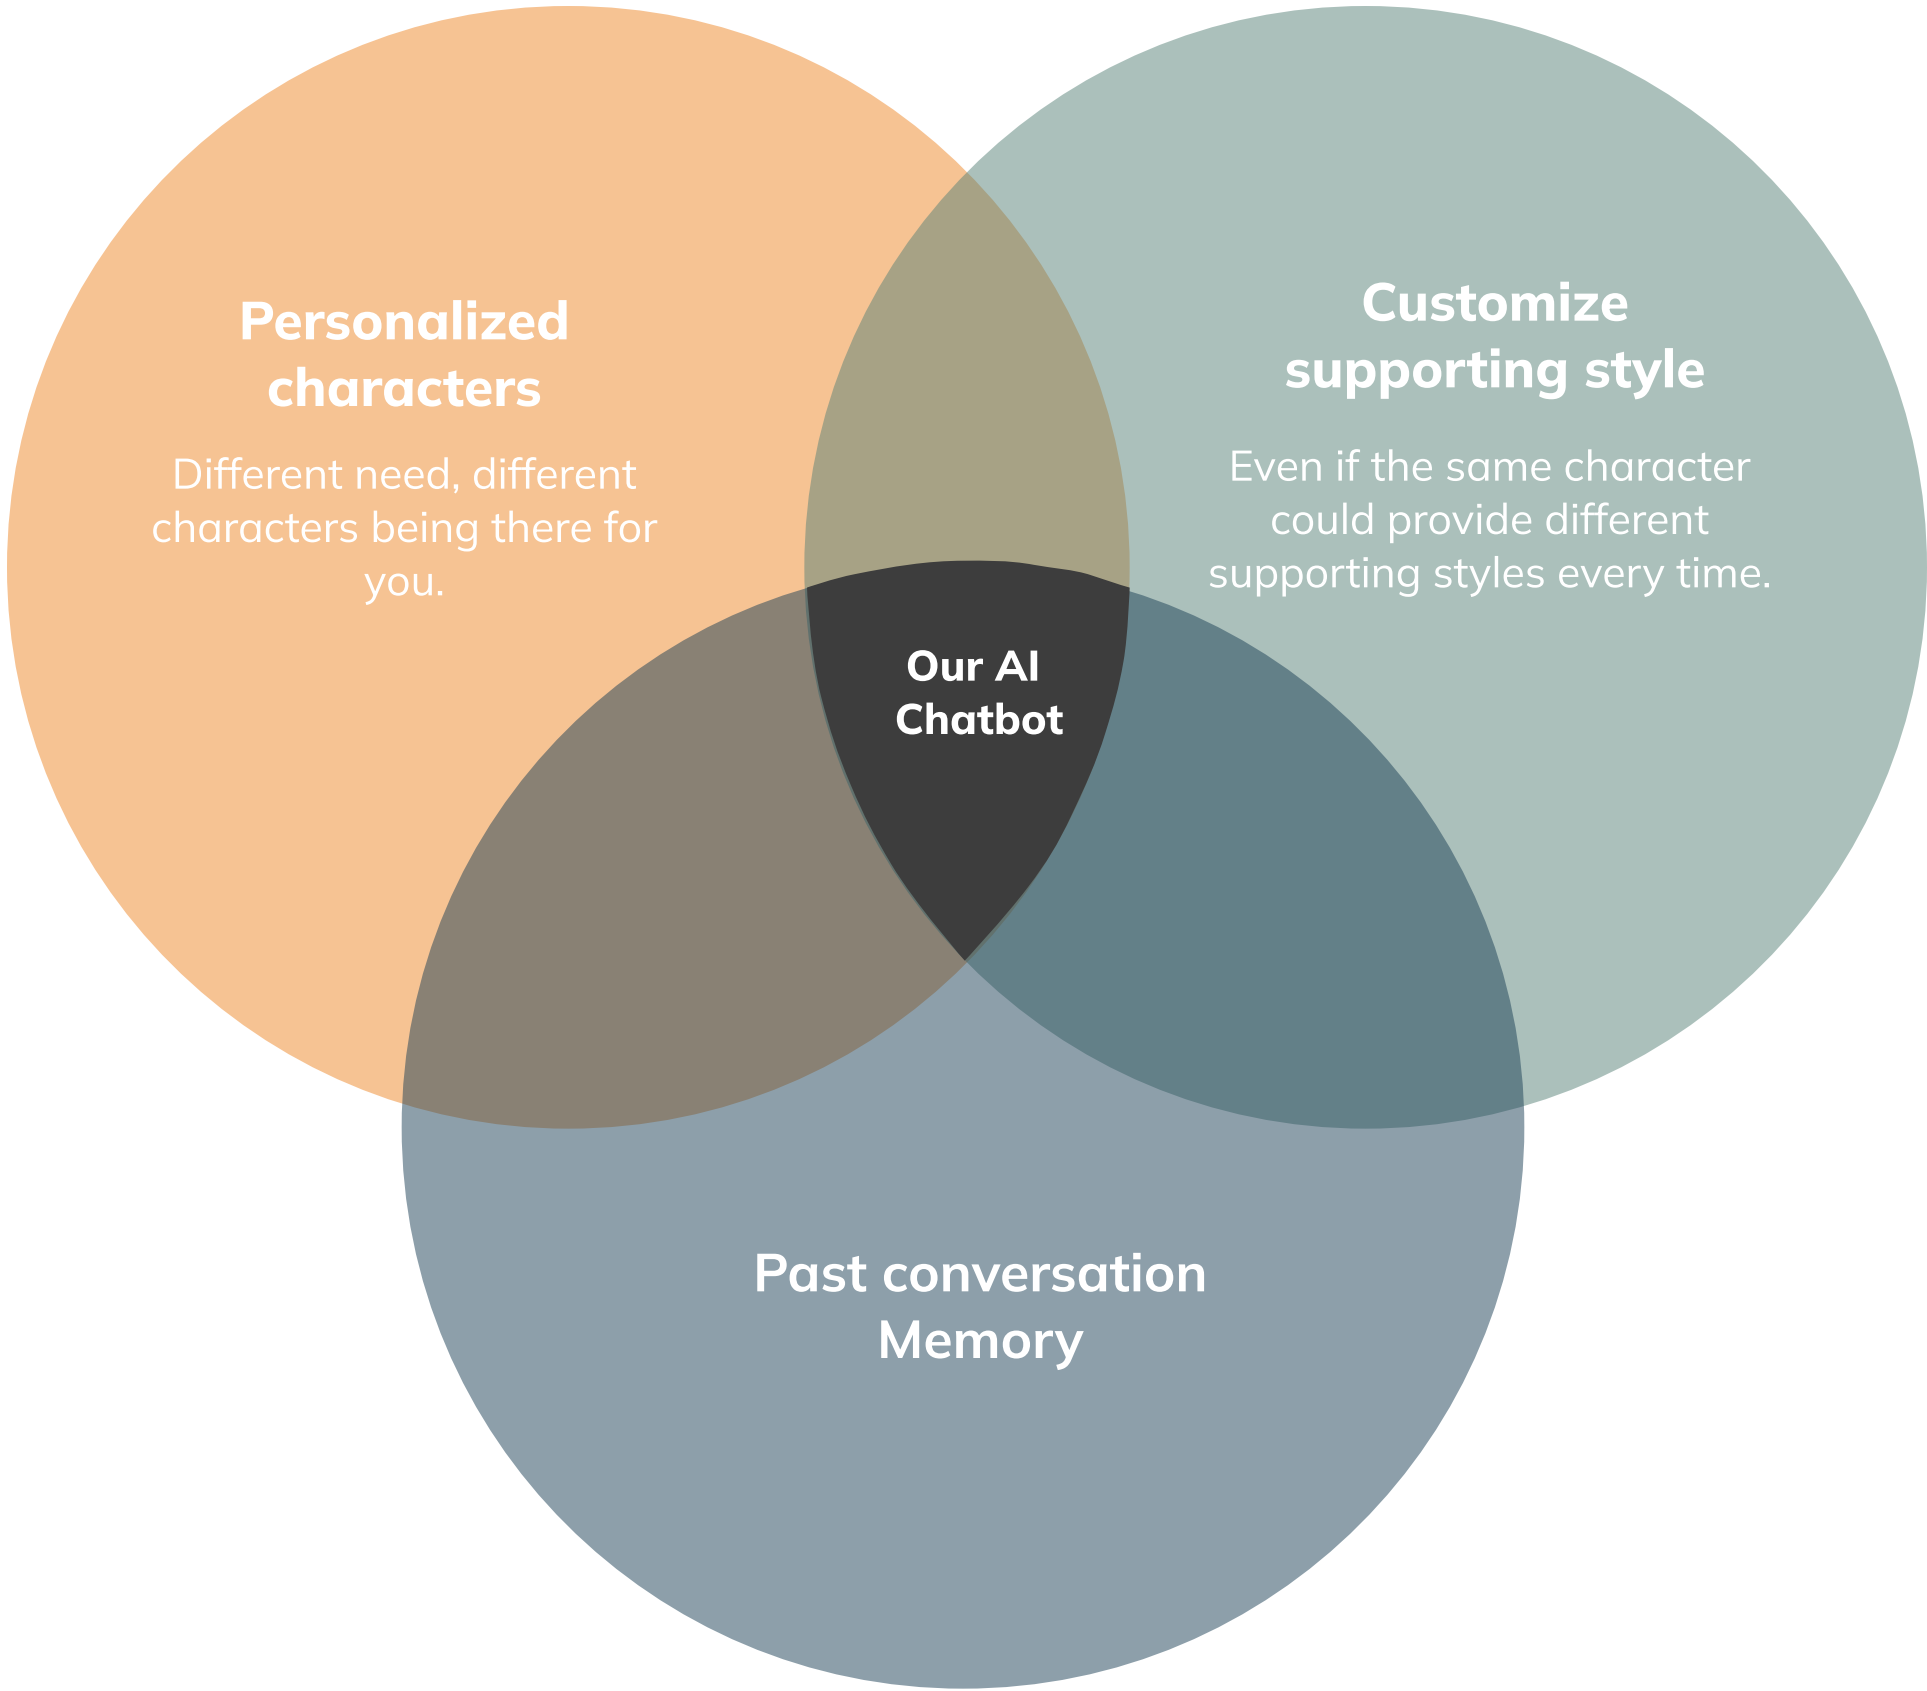 Personalized
characters
Different need, different
characters being there for
you.
Customize
supporting style
Even if the same character
could provide different
supporting styles every time.
Our AI
Chatbot
Past conversation
Memory